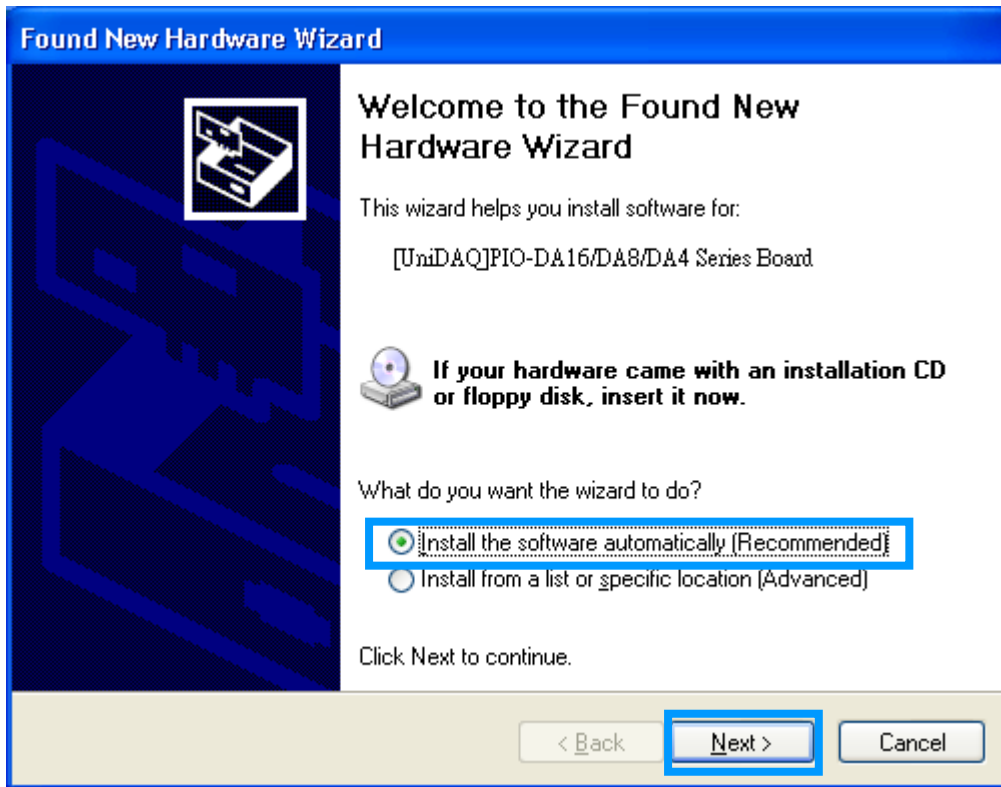 Found New Hardware Wizard
Welcome to the Found New
Hardware Wizard
This wizard helps you install software for:
[UniDAQ]PIO-DA16/DA8/DA4 Series Board
If your hardware came with an installation CD
or floppy disk, insert it now.
What do you want the wizard to do?
Install the software automatically (Recommended)
Install from a list or specific location (Advanced)
Click Next to continue.
< Back Next > Cancel